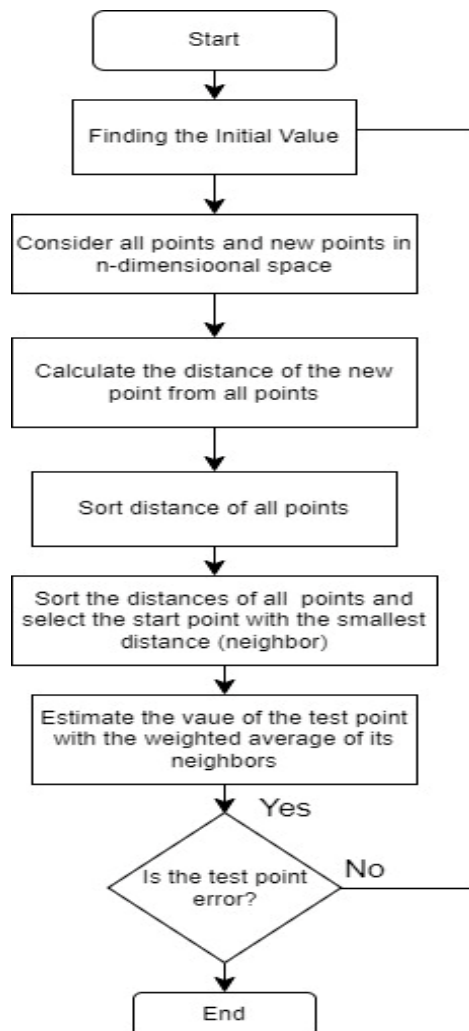 Start
Finding the Initial Value
Consider all points and new points in
n-dimensioonal space
Calculate the distance of the new
point from all points
Sort distance of all points
Sort the distances of all points and
select the start point with the smallest
distance (neighbor)
Estimate the vaue of the test point
with the weighted average of its
neighbors
Yes
Is the test point
error?
No
End